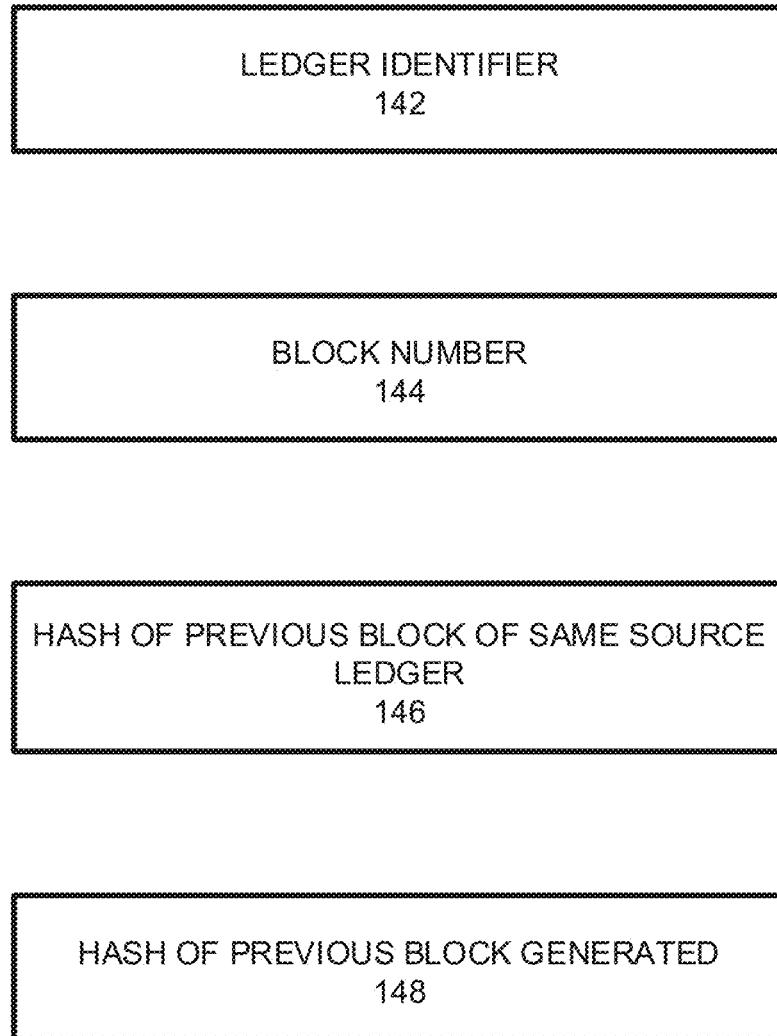 LEDGER IDENTIFIER
142
BLOCK NUMBER
144
HASH OF PREVIOUS BLOCK OF SAME SOURCE
LEDGER
146
HASH OF PREVIOUS BLOCK GENERATED
148